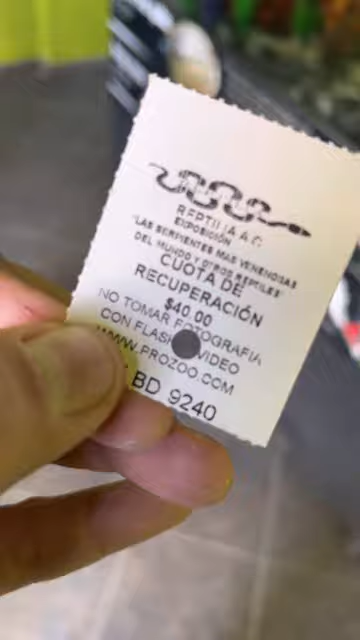 REPTILIA A.C.
EXPOSICIÓN
"LAS SERPIENTES MAS VENENOSAS
DEL MUNDO Y OTROS REPTILES"
CUOTA DE
RECUPERACIÓN
$40.00
NO TOMAR FOTOGRAFIA
CON FLASH VIDEO
WWW.PROZOO.COM
BD 9240